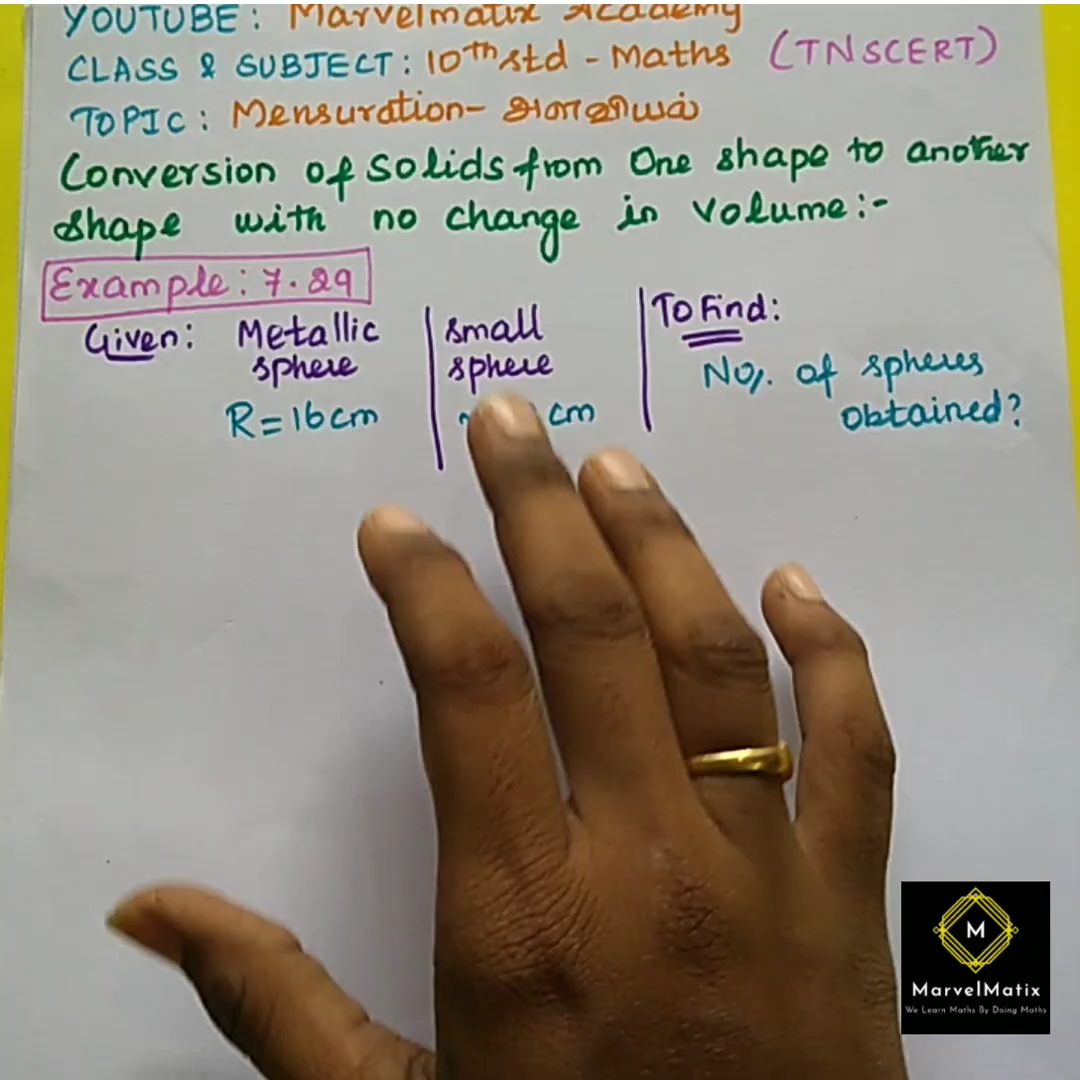 YOUTUBE: Marvelmatix Academy
CLASS & SUBJECT: 10th std - Maths (TNSCERT)
TOPIC: Mensuration- அளவியல்
Conversion of solids from One shape to another
shape with no change in volume:-
Example: 7.29
Given: Metallic sphere
R=16cm
small sphere
cm
To Find:
No/. of spheres
Obtained?
M
MarvelMatix
We Learn Maths By Doing Maths